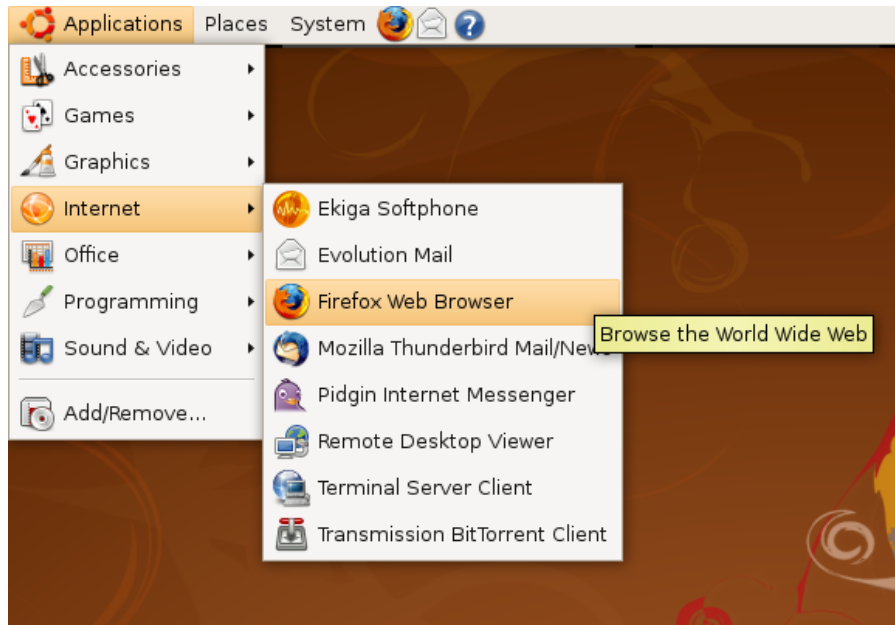 Applications Places System
Accessories
Games
Graphics
Internet
Office
Programming
Sound & Video
Add/Remove...
Ekiga Softphone
Evolution Mail
Firefox Web Browser
Browse the World Wide Web
Mozilla Thunderbird Mail/News
Pidgin Internet Messenger
Remote Desktop Viewer
Terminal Server Client
Transmission BitTorrent Client